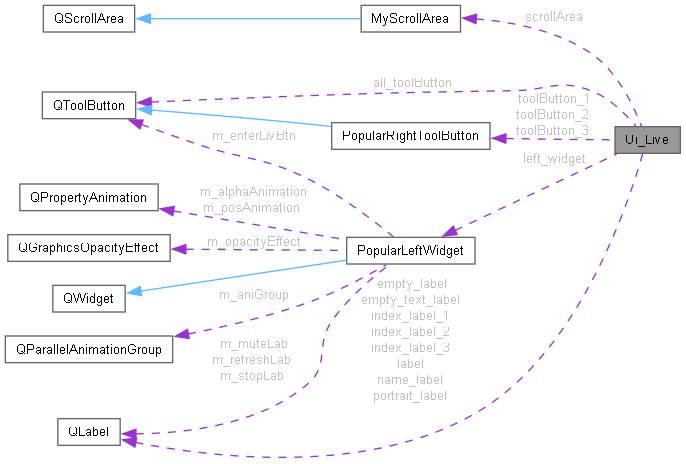 QScrollArea
MyScrollArea
scrollArea
QToolButton
all_toolButton
toolButton_1
toolButton_2
toolButton_3
PopularRightToolButton
Ui_Live
m_enterLivBtn
left_widget
QPropertyAnimation
m_alphaAnimation
m_posAnimation
QGraphicsOpacityEffect
m_opacityEffect
PopularLeftWidget
QWidget
m_aniGroup
empty_label
empty_text_label
index_label_1
index_label_2
index_label_3
label
name_label
portrait_label
QParallelAnimationGroup
m_muteLab
m_refreshLab
m_stopLab
QLabel